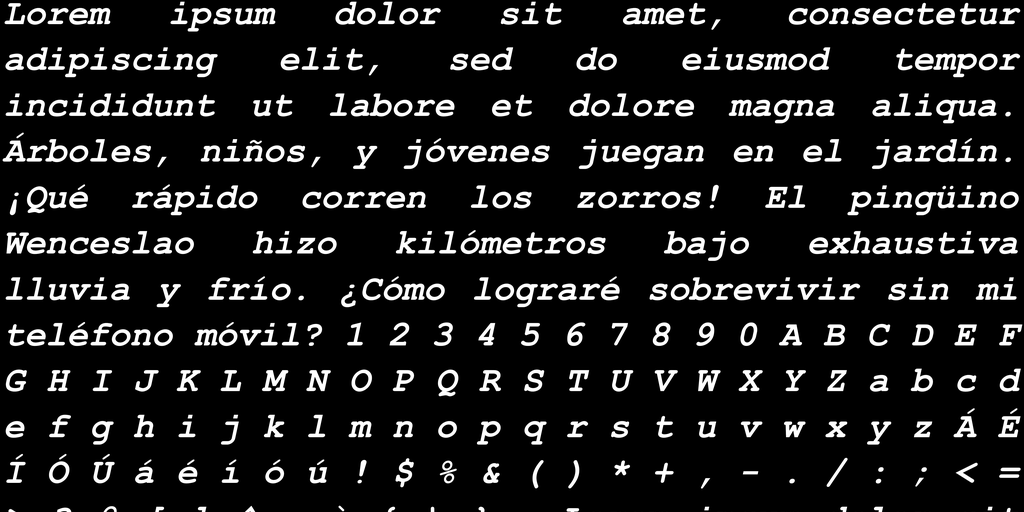 Lorem ipsum dolor sit amet, consectetur
adipiscing elit, sed do eiusmod tempor
incididunt ut labore et dolore magna aliqua.
Árboles, niños, y jóvenes juegan en el jardín.
¡Qué rápido corren los zorros! El pingüino
Wenceslao hizo kilómetros bajo exhaustiva
lluvia y frío. ¿Cómo lograré sobrevivir sin mi
teléfono móvil? 1 2 3 4 5 6 7 8 9 0 A B C D E F
G H I J K L M N O P Q R S T U V W X Y Z a b c d
e f g h i j k l m n o p q r s t u v w x y z Á É
Í Ó Ú á é í ó ú ! $ % & ( ) * + , - . / : ; < =